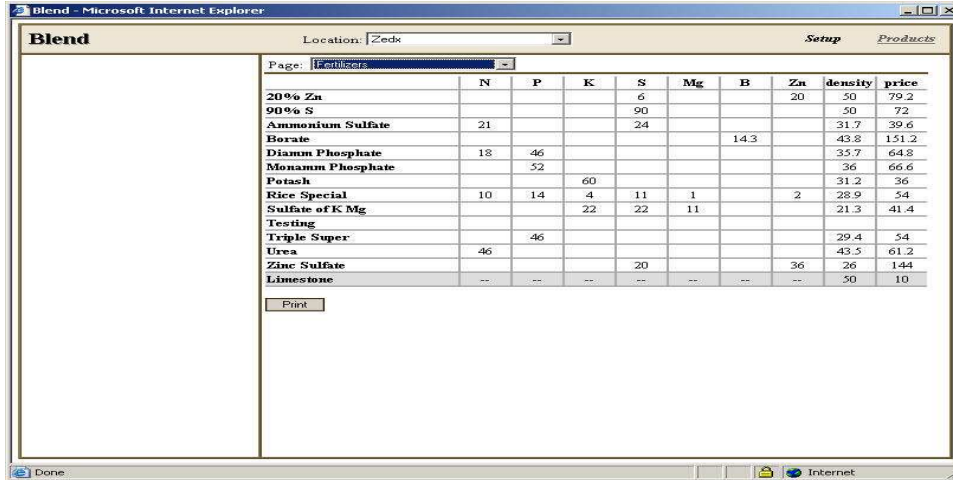 Blend - Microsoft Internet Explorer
Blend Location: Zedx Setup Products
Page: Fertilizers
N P K S Mg B Zn density price
20% Zn 6 20 50 79.2
90% S 90 50 72
Ammonium Sulfate 21 24 31.7 39.6
Borate 14.3 43.8 151.2
Diamm Phosphate 18 46 35.7 64.8
Monamm Phosphate 52 36 66.6
Potash 60 31.2 36
Rice Special 10 14 4 11 1 2 28.9 54
Sulfate of K Mg 22 22 11 21.3 41.4
Testing
Triple Super 46 29.4 54
Urea 46 43.5 61.2
Zinc Sulfate 20 36 26 144
Limestone -- -- -- -- -- -- -- 50 10
Print
Done Internet